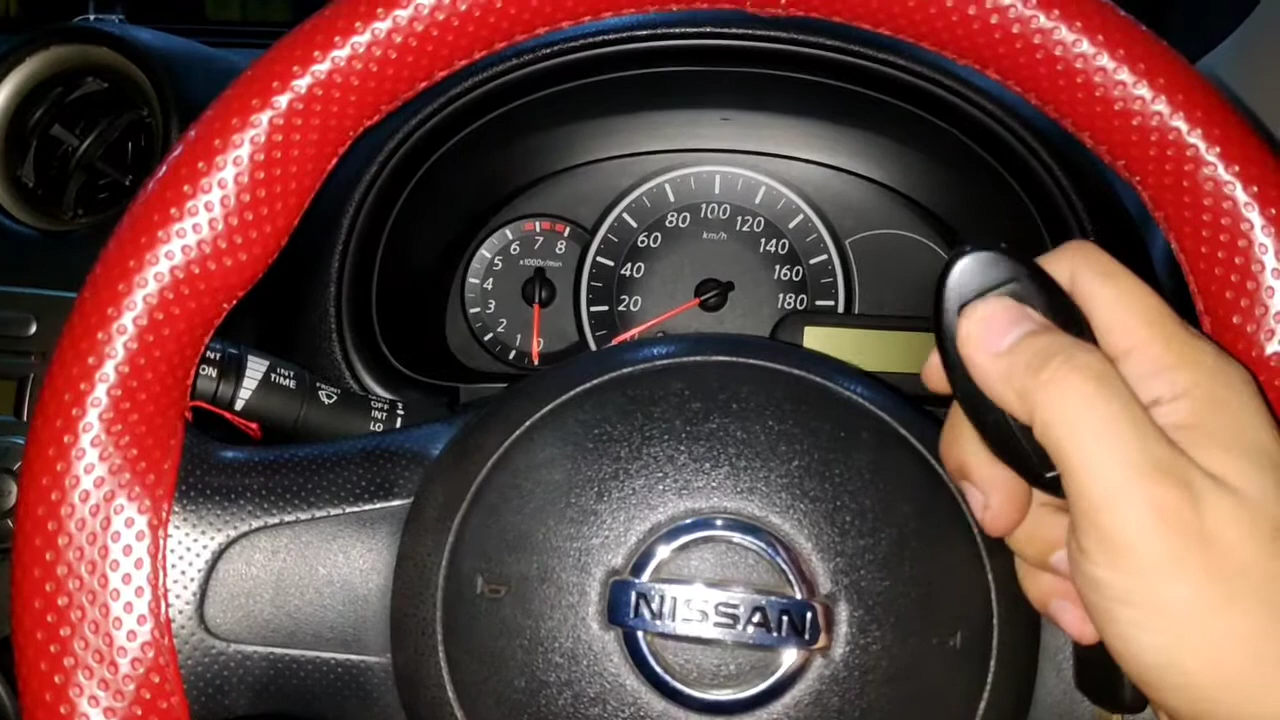 80 100 120
60 km/h 140
40 160
20 180
6 7 8
5 x1000r/min
4
3
2
1 0
INT
TIME
FRONT
NT
ON
OFF
INT
LO
NISSAN